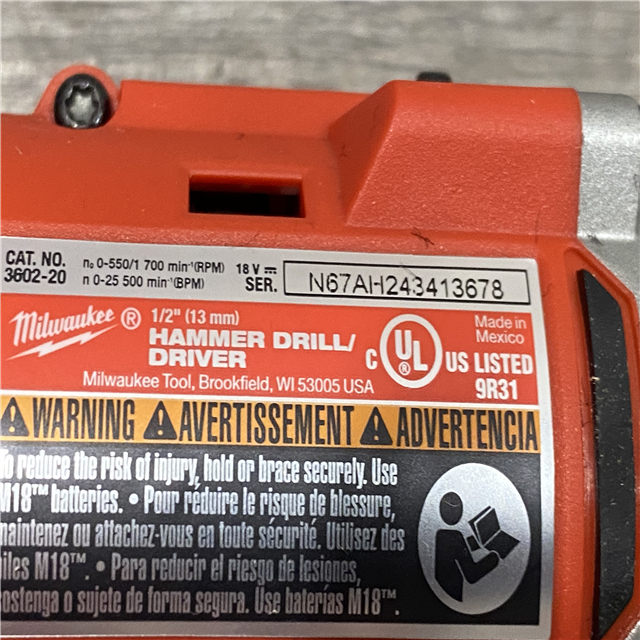 CAT. NO.
3602-20
n₀ 0-550/1 700 min⁻¹(RPM)
n 0-25 500 min⁻¹(BPM)
18 V ⎓
SER.
N67AH243413678
Milwaukee ®
1/2" (13 mm)
HAMMER DRILL/
DRIVER
Milwaukee Tool, Brookfield, WI 53005 USA
C UL ® US LISTED
9R31
Made in
Mexico
WARNING AVERTISSEMENT ADVERTENCIA
To reduce the risk of injury, hold or brace securely. Use
M18™ batteries. • Pour réduire le risque de blessure,
maintenez ou attachez-vous en toute sécurité. Utilisez des
piles M18™. • Para reducir el riesgo de lesiones,
sostenga o sujete de forma segura. Use baterías M18™.